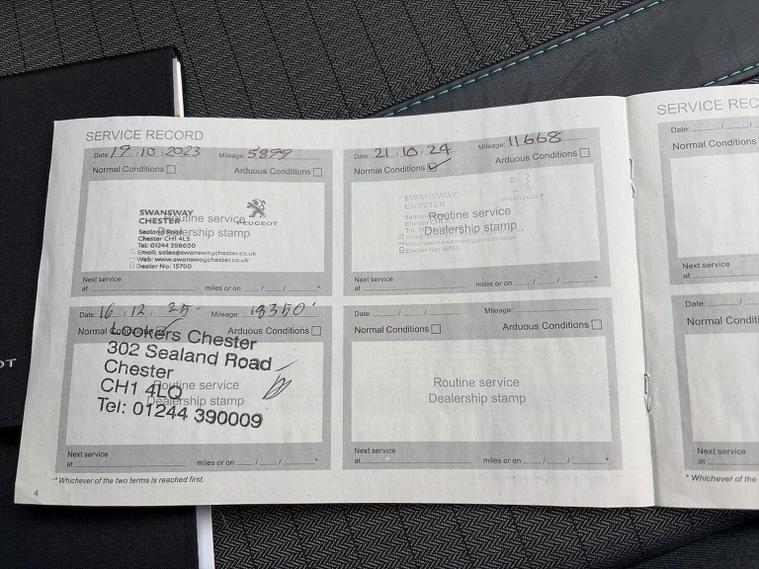 SERVICE RECORD
Date: 19 / 10 / 2023 Mileage: 5899
Normal Conditions Arduous Conditions
Routine service
Dealership stamp
SWANSWAY
CHESTER
PEUGEOT
Sealand Road
Chester CH1 4LS
Tel: 01244 398600
Email: sales@swanswaychester.co.uk
Web: www.swanswaychester.co.uk
Dealer No: 15760
Next service
at miles or on / / *
Date: 21 / 10 / 24 Mileage: 11668
Normal Conditions ✓ Arduous Conditions
SWANSWAY
CHESTER
PEUGEOT
Routine service
Dealership stamp
Next service
at miles or on / / *
Date: 16 / 12 / 25 Mileage:
Normal Conditions Arduous Conditions
Routine service
Dealership stamp
Lookers Chester
302 Sealand Road
Chester
CH1 4LQ
Tel: 01244 390009
Next service
at miles or on / / *
Date: / / Mileage:
Normal Conditions Arduous Conditions
Routine service
Dealership stamp
Next service
at miles or on / / *
* Whichever of the two terms is reached first.
4
SERVICE REC
Date: / /
Normal Conditions
Next service
at
Date: / /
Normal Conditi
Next service
at
* Whichever of the
OT